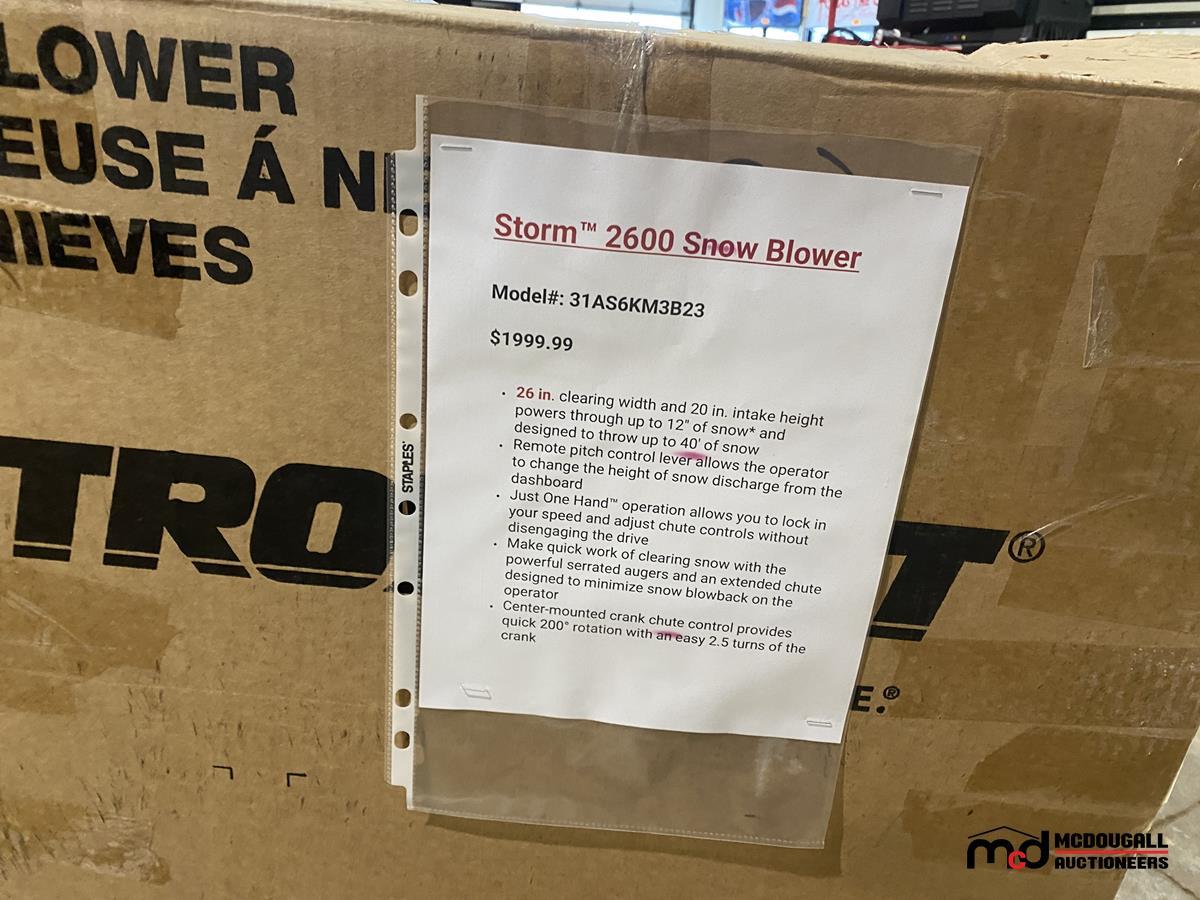 LOWER
EUSE Á N
NIEVES
Storm™ 2600 Snow Blower
Model#: 31AS6KM3B23
$1999.99
• 26 in. clearing width and 20 in. intake height
powers through up to 12" of snow* and
designed to throw up to 40' of snow
• Remote pitch control lever allows the operator
to change the height of snow discharge from the
dashboard
• Just One Hand™ operation allows you to lock in
your speed and adjust chute controls without
disengaging the drive
• Make quick work of clearing snow with the
powerful serrated augers and an extended chute
designed to minimize snow blowback on the
operator
• Center-mounted crank chute control provides
quick 200° rotation with an easy 2.5 turns of the
crank
STAPLES
TRO T®
E.®
mcd MCDOUGALL
AUCTIONEERS